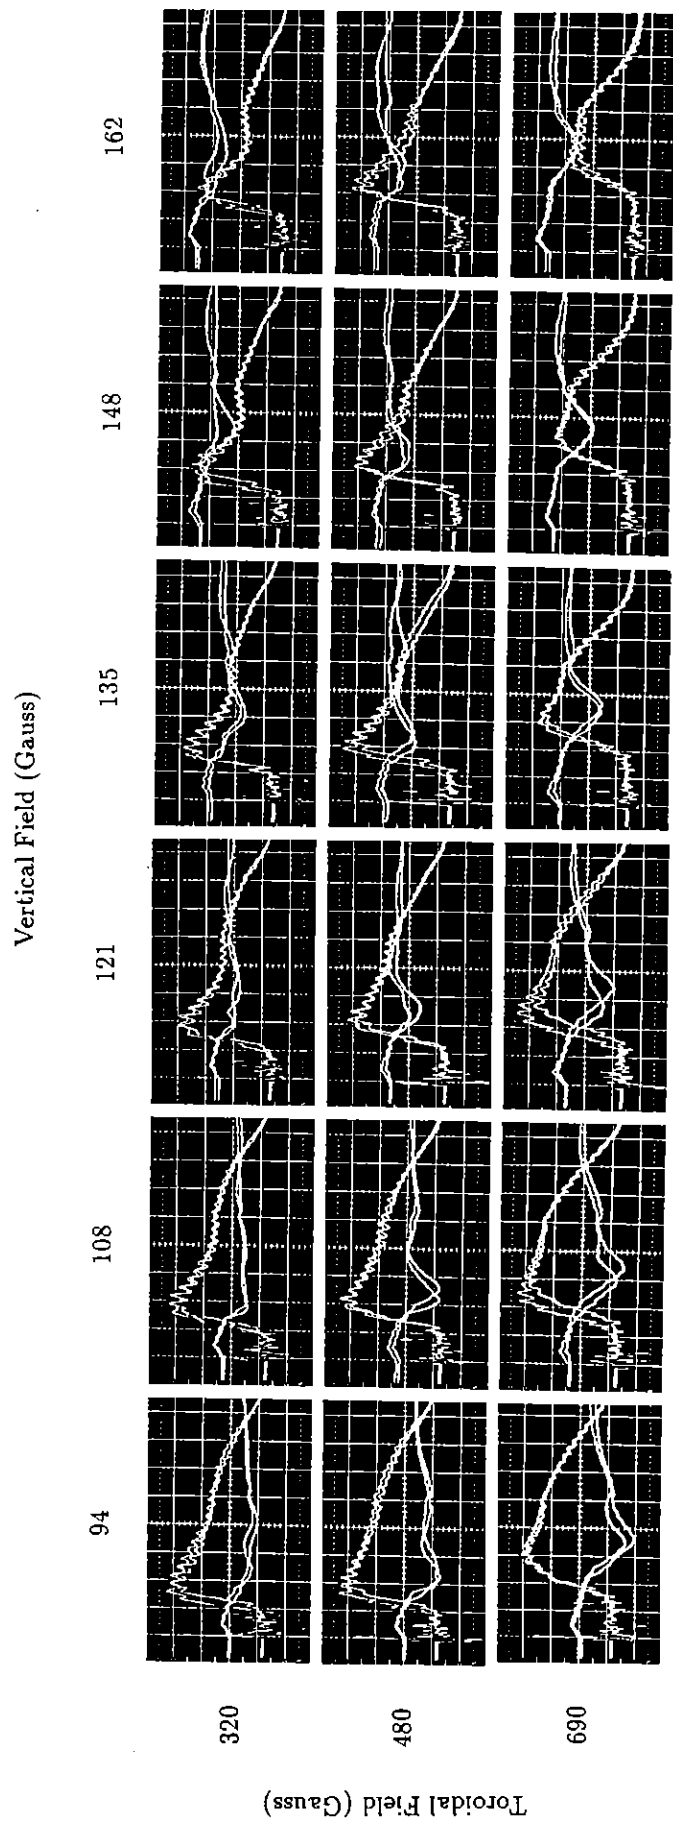 Vertical Field (Gauss)
94 108 121 135 148 162
320
480
690
Toroidal Field (Gauss)